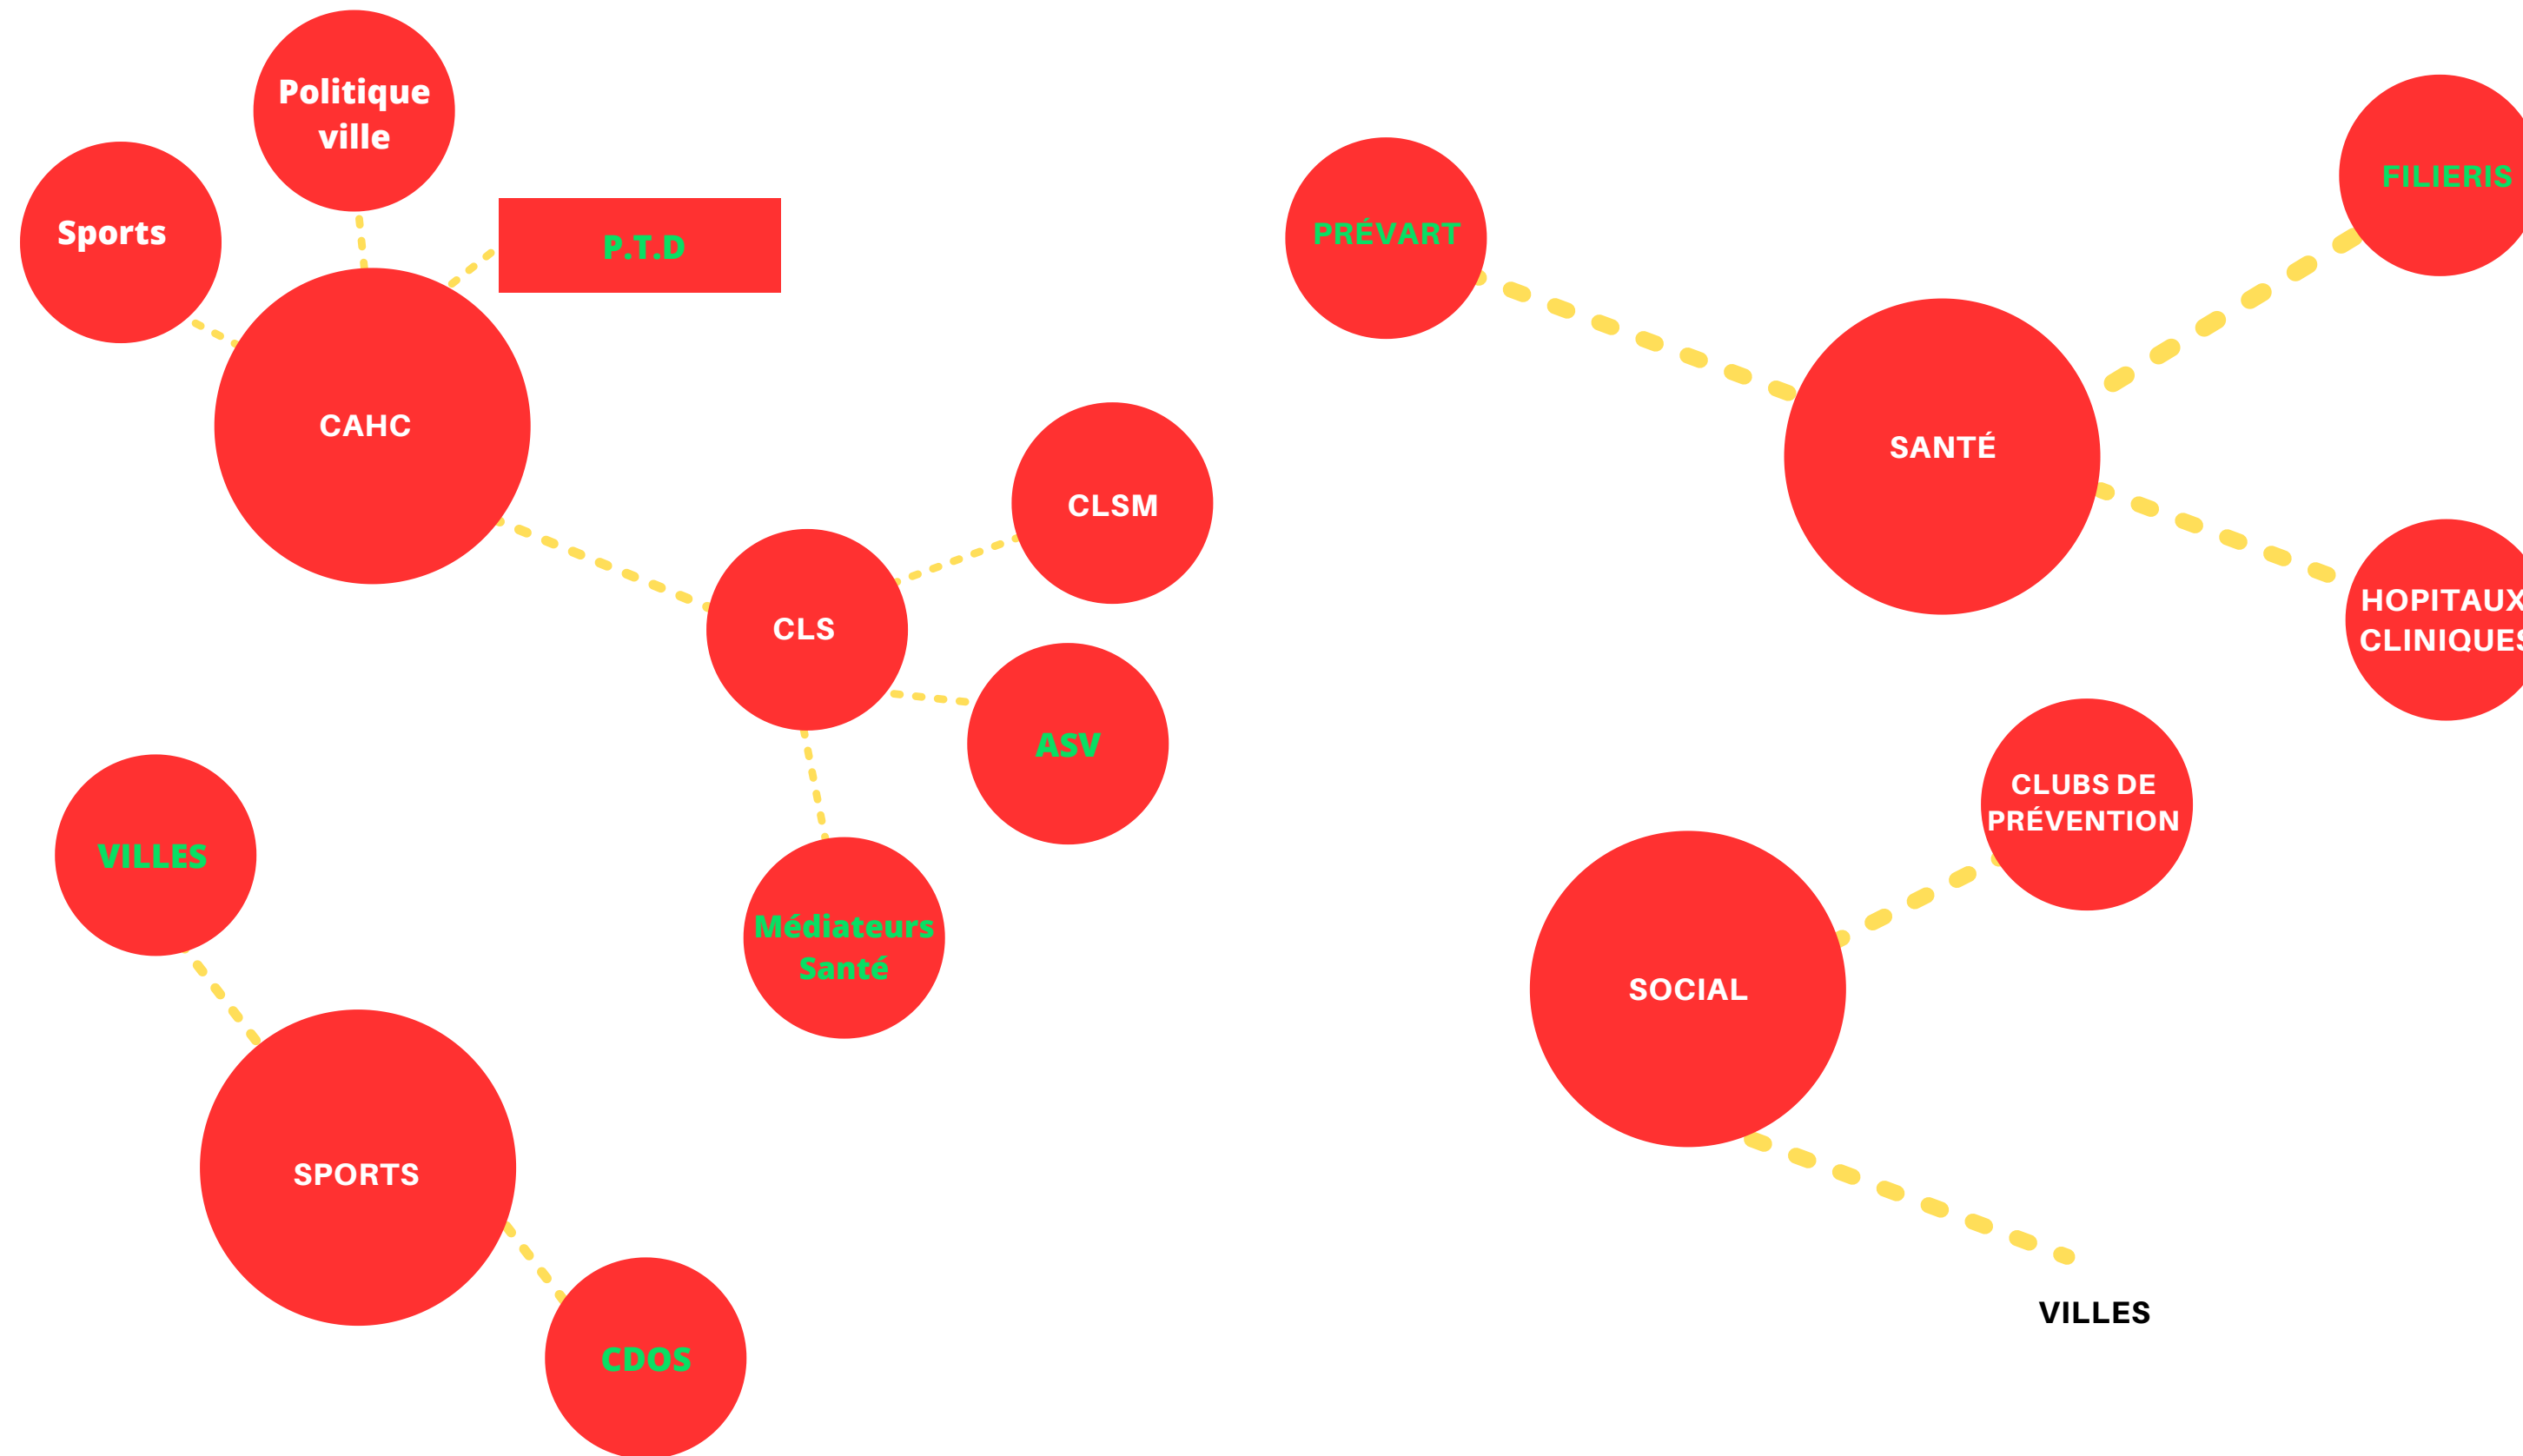 Politique
ville
Sports
P.T.D
CAHC
CLSM
CLS
ASV
Médiateurs
Santé
VILLES
SPORTS
CDOS
PRÉVART
FILIERIS
SANTÉ
HOPITAUX
CLINIQUES
CLUBS DE
PRÉVENTION
SOCIAL
VILLES